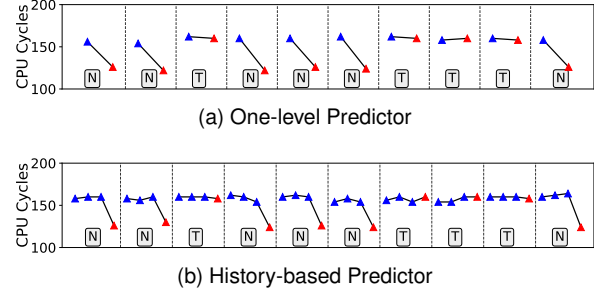 200
150
100
CPU Cycles
N N T N N N T T T N
(a) One-level Predictor
200
150
100
CPU Cycles
N N T N N N T T T N
(b) History-based Predictor